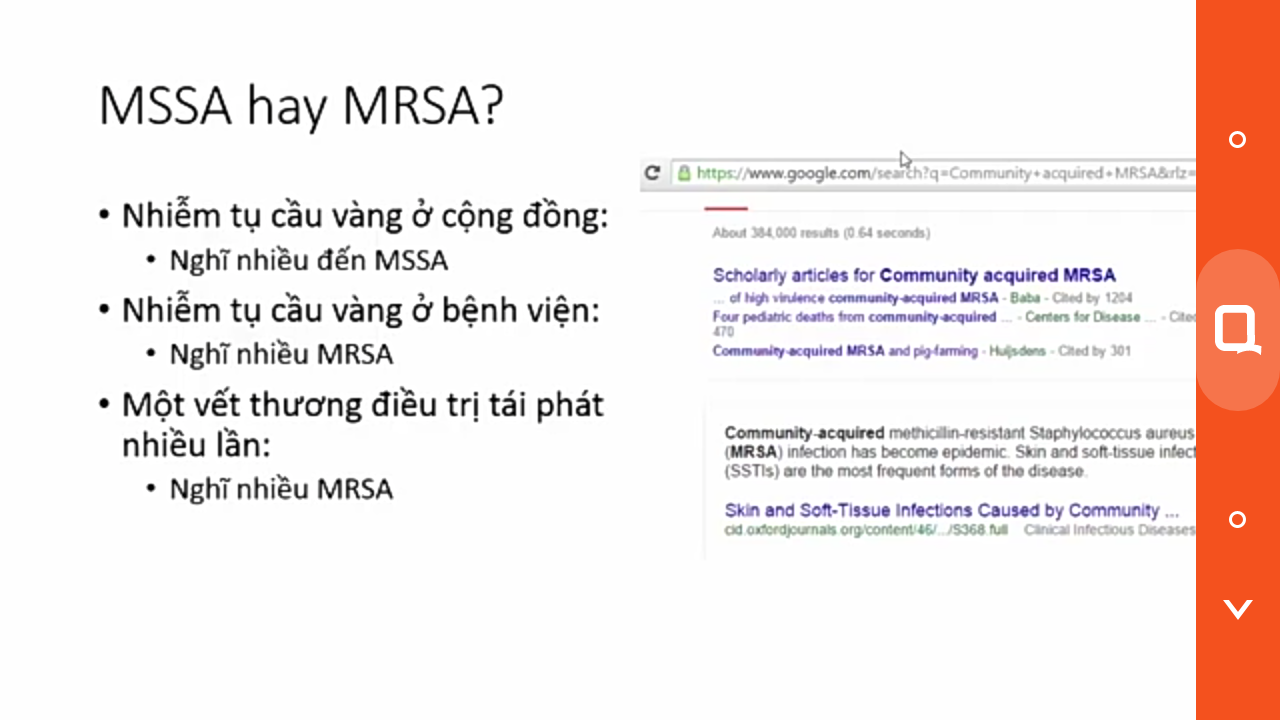 MSSA hay MRSA?
• Nhiễm tụ cầu vàng ở cộng đồng:
• Nghĩ nhiều đến MSSA
• Nhiễm tụ cầu vàng ở bệnh viện:
• Nghĩ nhiều MRSA
• Một vết thương điều trị tái phát
nhiều lần:
• Nghĩ nhiều MRSA
https://www.google.com/search?q=Community+acquired+MRSA&rlz=
About 384,000 results (0.64 seconds)
Scholarly articles for Community acquired MRSA
... of high virulence community-acquired MRSA - Baba - Cited by 1204
Four pediatric deaths from community-acquired ... - Centers for Disease ... - Cited
470
Community-acquired MRSA and pig-farming - Huijsdens - Cited by 301
Community-acquired methicillin-resistant Staphylococcus aureus
(MRSA) infection has become epidemic. Skin and soft-tissue infect
(SSTIs) are the most frequent forms of the disease.
Skin and Soft-Tissue Infections Caused by Community ...
cid.oxfordjournals.org/content/46/.../S368.full Clinical Infectious Diseases